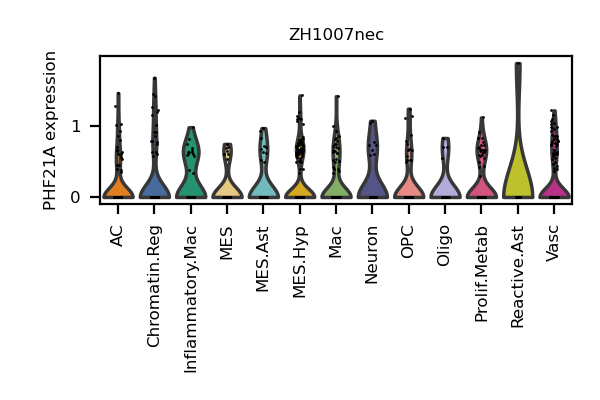 ZH1007nec
PHF21A expression
1
0
AC
Chromatin.Reg
Inflammatory.Mac
MES
MES.Ast
MES.Hyp
Mac
Neuron
OPC
Oligo
Prolif.Metab
Reactive.Ast
Vasc